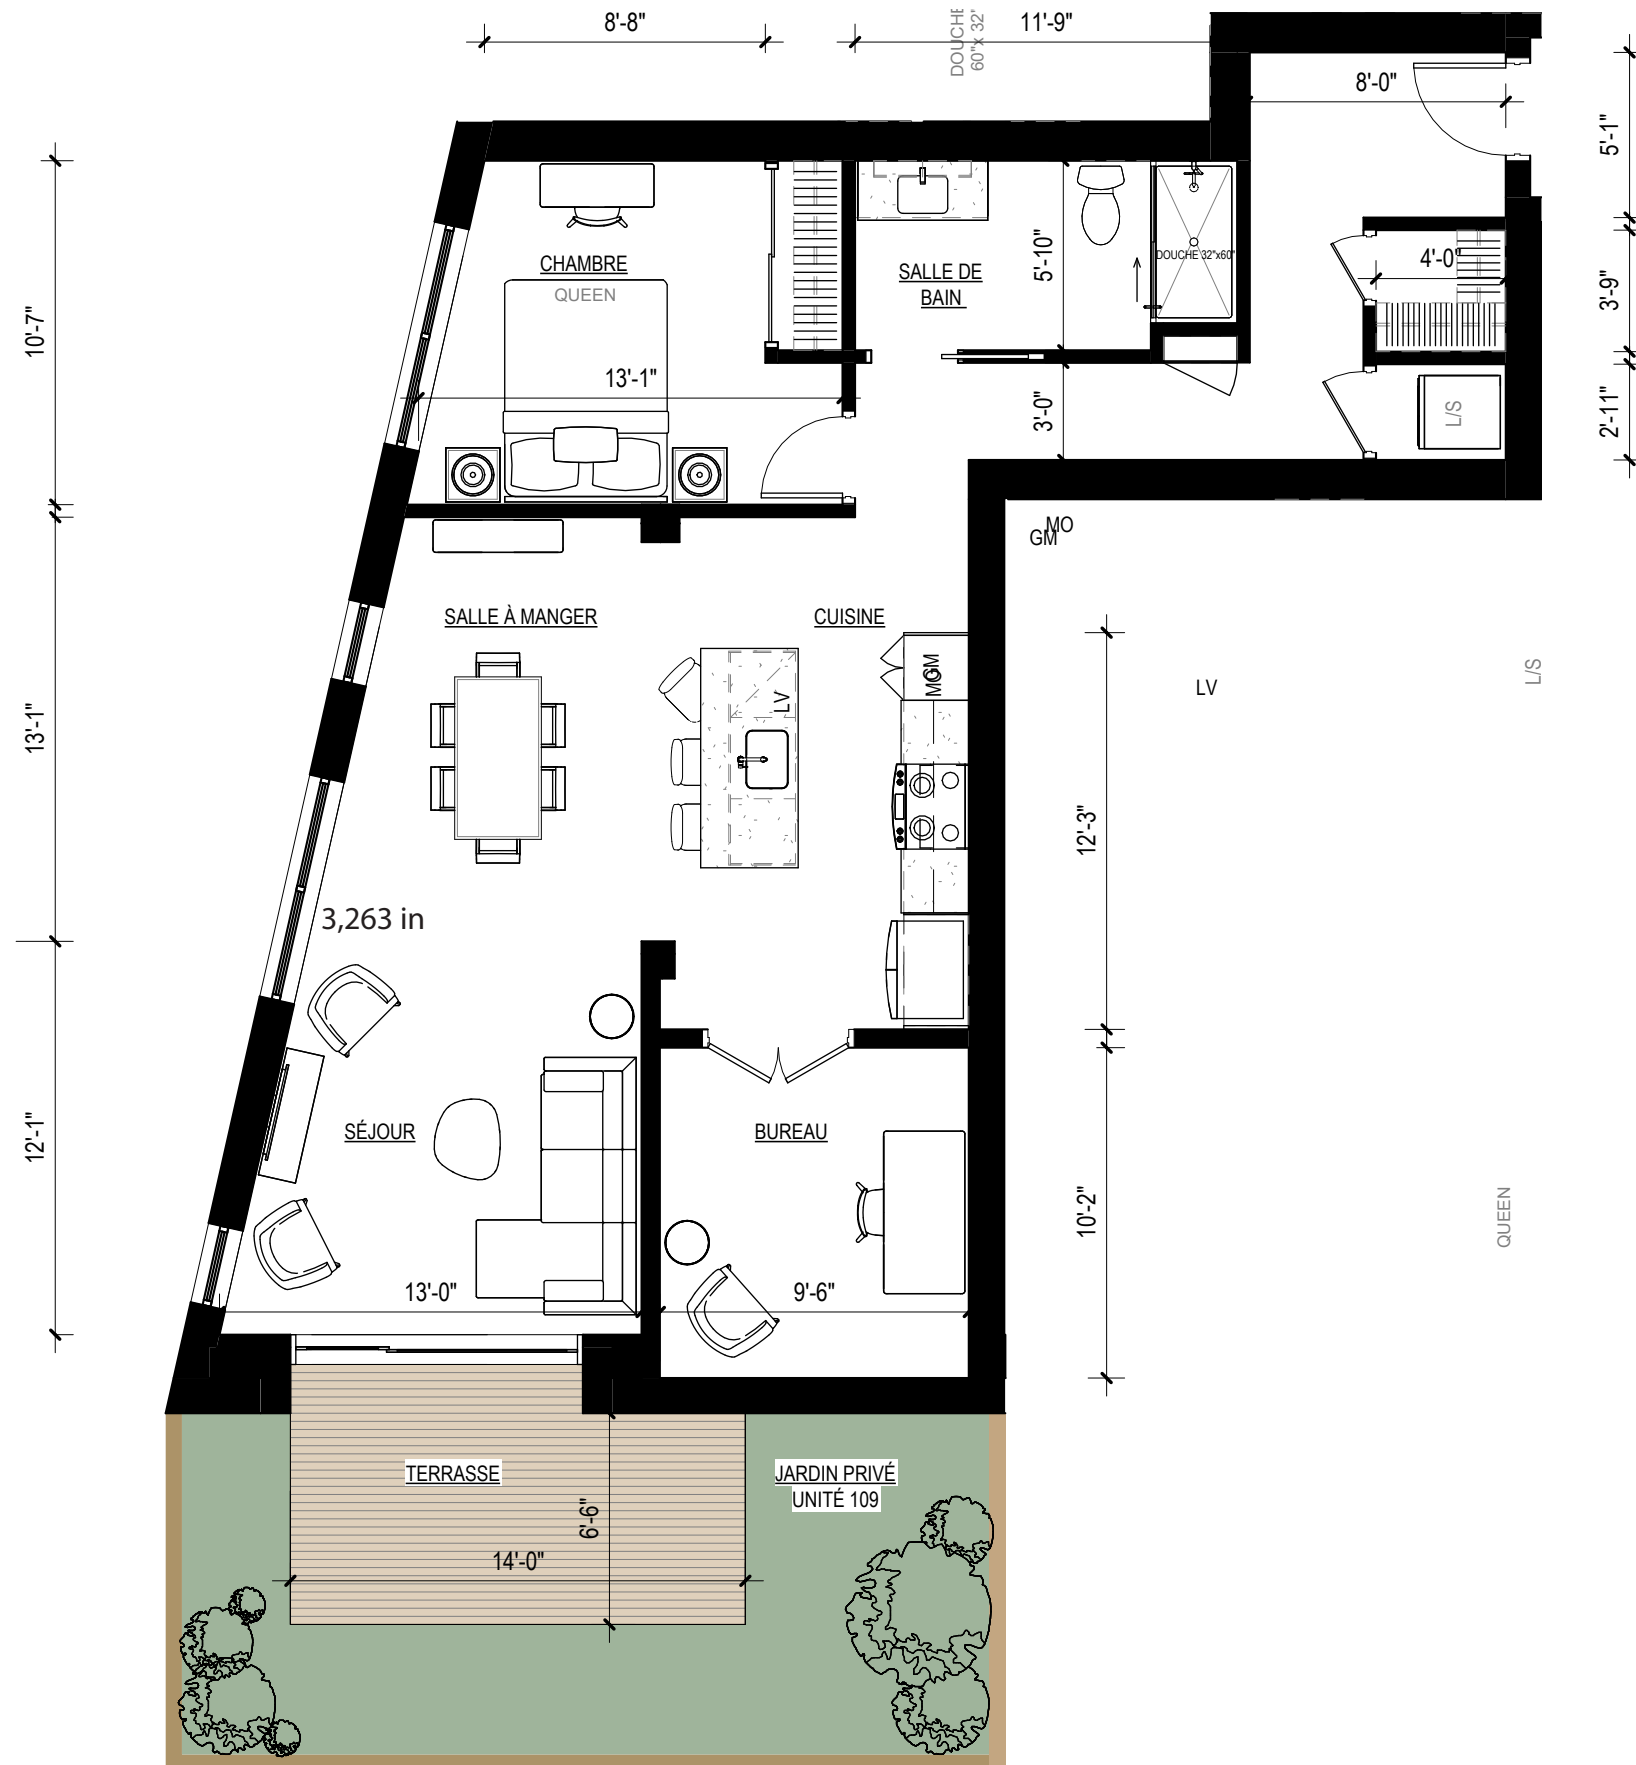 8'-8"
DOUCHE
60"x 32"
11'-9"
8'-0"
5'-1"
CHAMBRE
QUEEN
SALLE DE
BAIN
5'-10"
DOUCHE 32"x60"
4'-0"
3'-9"
10'-7"
13'-1"
3'-0"
L/S
2'-11"
MO
GM
SALLE À MANGER
CUISINE
GM
MO
LV
LV
L/S
13'-1"
12'-3"
3,263 in
SÉJOUR
BUREAU
12'-1"
10'-2"
QUEEN
13'-0"
9'-6"
TERRASSE
JARDIN PRIVÉ
UNITÉ 109
6'-6"
14'-0"